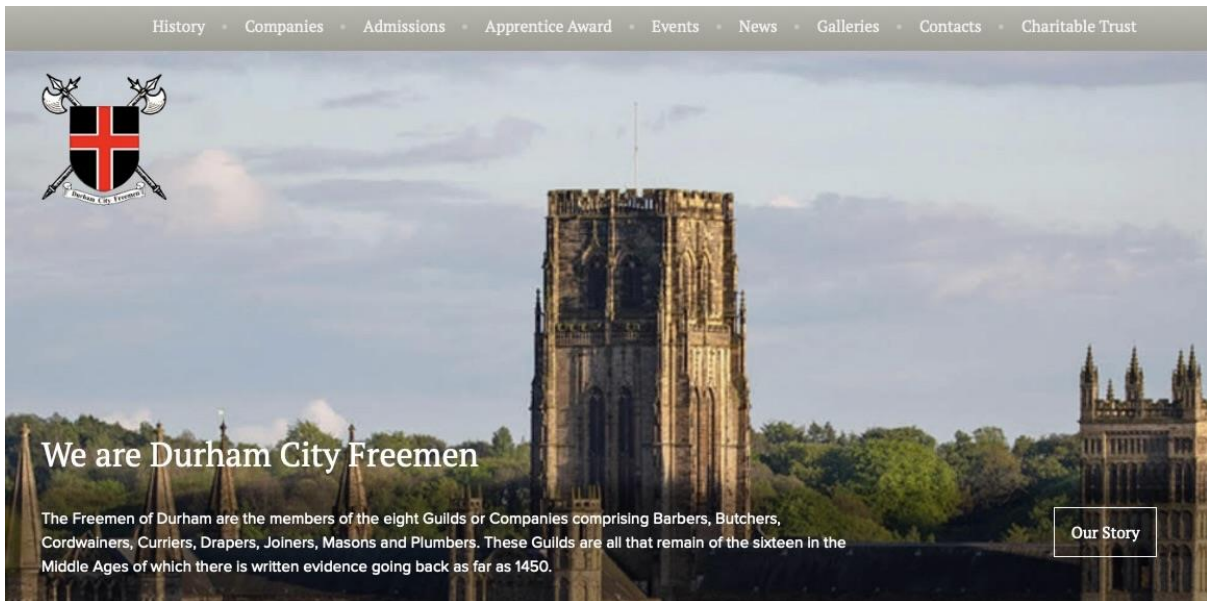 History • Companies • Admissions • Apprentice Award • Events • News • Galleries • Contacts • Charitable Trust
Durham City Freemen
We are Durham City Freemen
The Freemen of Durham are the members of the eight Guilds or Companies comprising Barbers, Butchers,
Cordwainers, Curriers, Drapers, Joiners, Masons and Plumbers. These Guilds are all that remain of the sixteen in the
Middle Ages of which there is written evidence going back as far as 1450.
Our Story